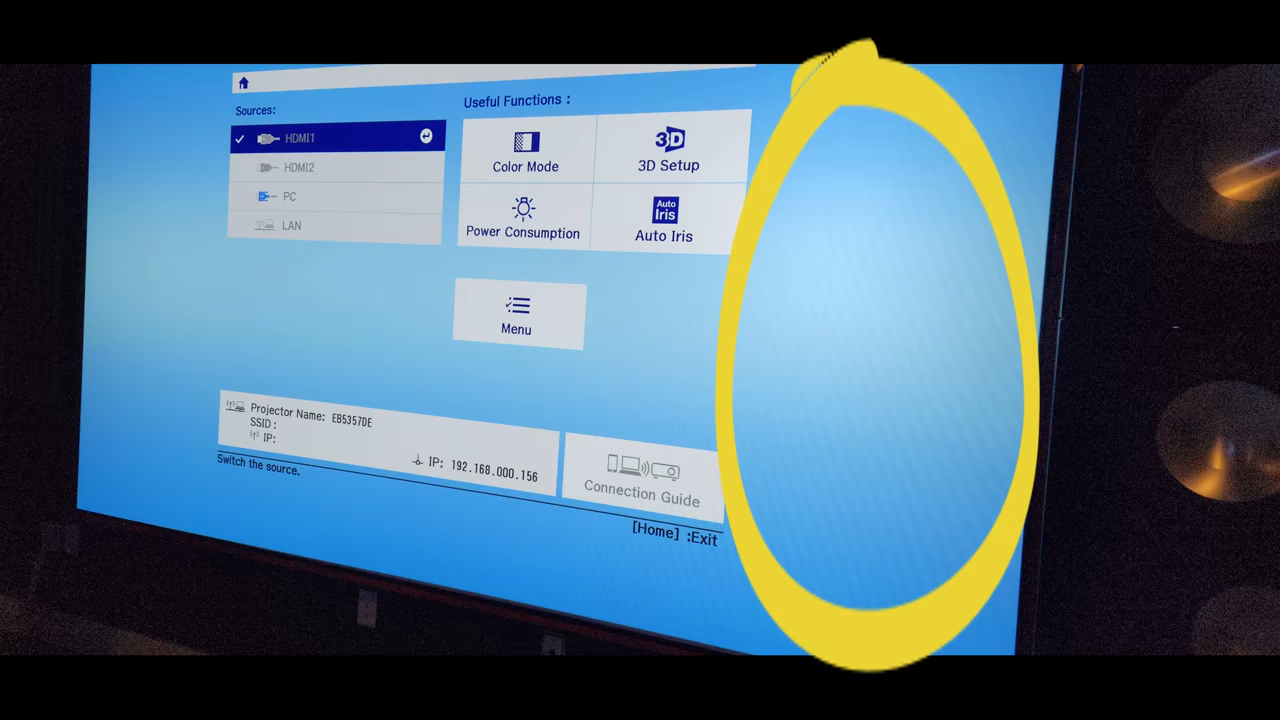 Sources:
HDMI1
HDMI2
PC
LAN
Useful Functions :
Color Mode
3D
3D Setup
Power Consumption
Auto
Iris
Auto Iris
Menu
Projector Name: EB5357DE
SSID :
IP:
IP: 192.168.000.156
Connection Guide
Switch the source.
[Home] :Exit